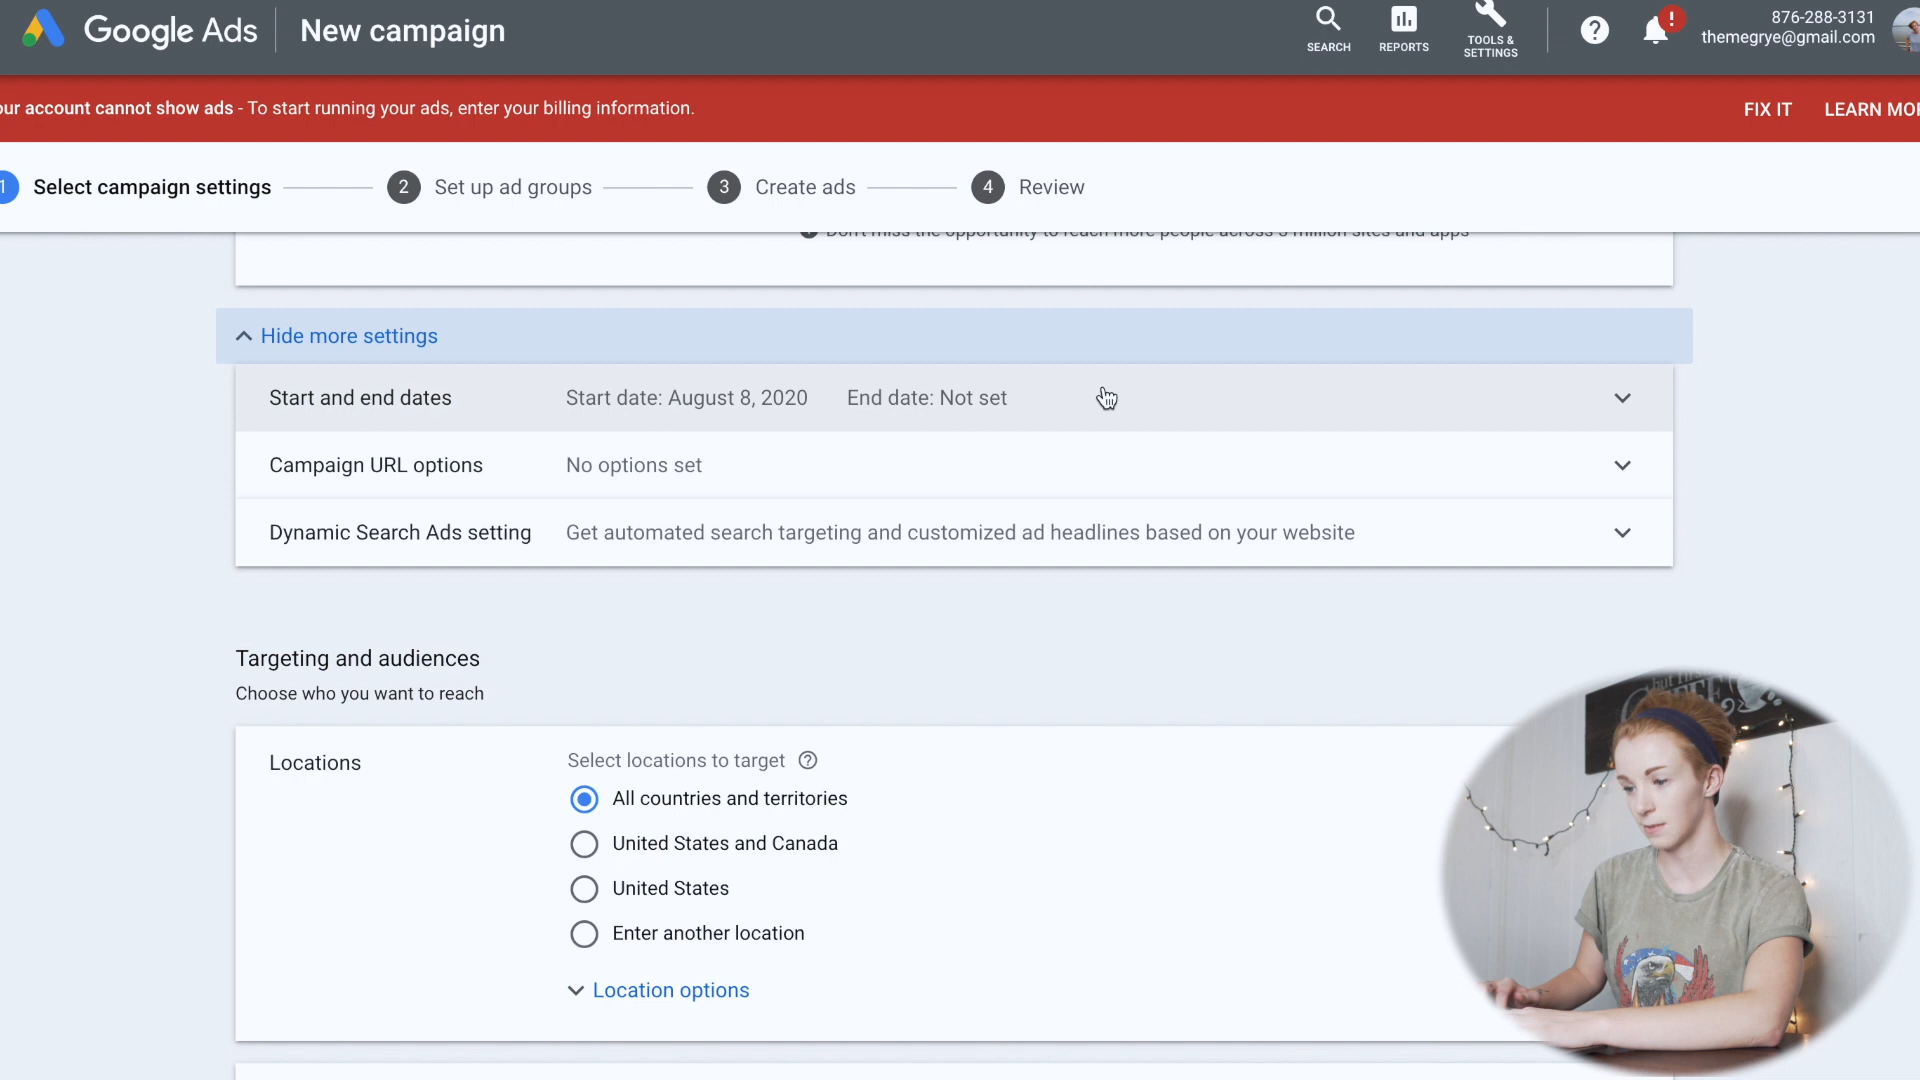 Google Ads
New campaign
SEARCH
REPORTS
TOOLS &
SETTINGS
?
!
876-288-3131
themegrye@gmail.com
account cannot show ads - To start running your ads, enter your billing information.
FIX IT
LEARN
1 Select campaign settings
2 Set up ad groups
3 Create ads
4 Review
Don't miss the opportunity to reach more people across 3 million sites and apps
Hide more settings
Start and end dates
Start date: August 8, 2020
End date: Not set
Campaign URL options
No options set
Dynamic Search Ads setting
Get automated search targeting and customized ad headlines based on your website
Targeting and audiences
Choose who you want to reach
Locations
Select locations to target ?
All countries and territories
United States and Canada
United States
Enter another location
Location options